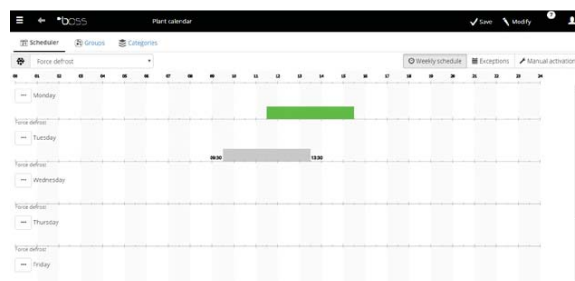 boss Plant calendar Save Modify ?
Scheduler Groups Categories
Force defrost Weekly schedule Exceptions Manual activation
00 01 02 03 04 05 06 07 08 09 10 11 12 13 14 15 16 17 18 19 20 21 22 23 24
Monday
Force defrost
Tuesday
09:30 13:30
Force defrost
Wednesday
Force defrost
Thursday
Force defrost
Friday